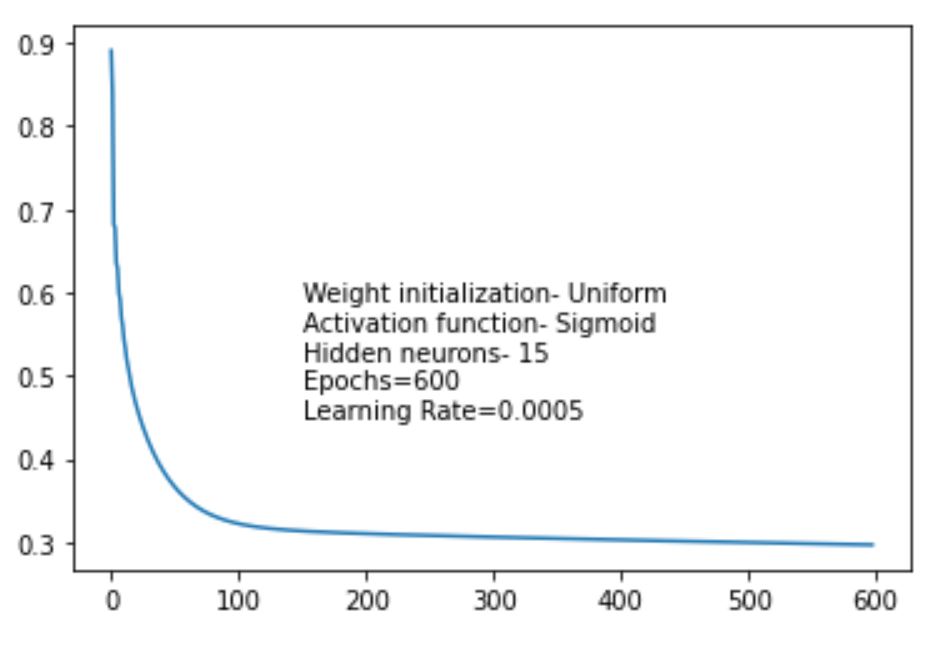 0.9
0.8
0.7
0.6
0.5
0.4
0.3
Weight initialization- Uniform
Activation function- Sigmoid
Hidden neurons- 15
Epochs=600
Learning Rate=0.0005
0 100 200 300 400 500 600